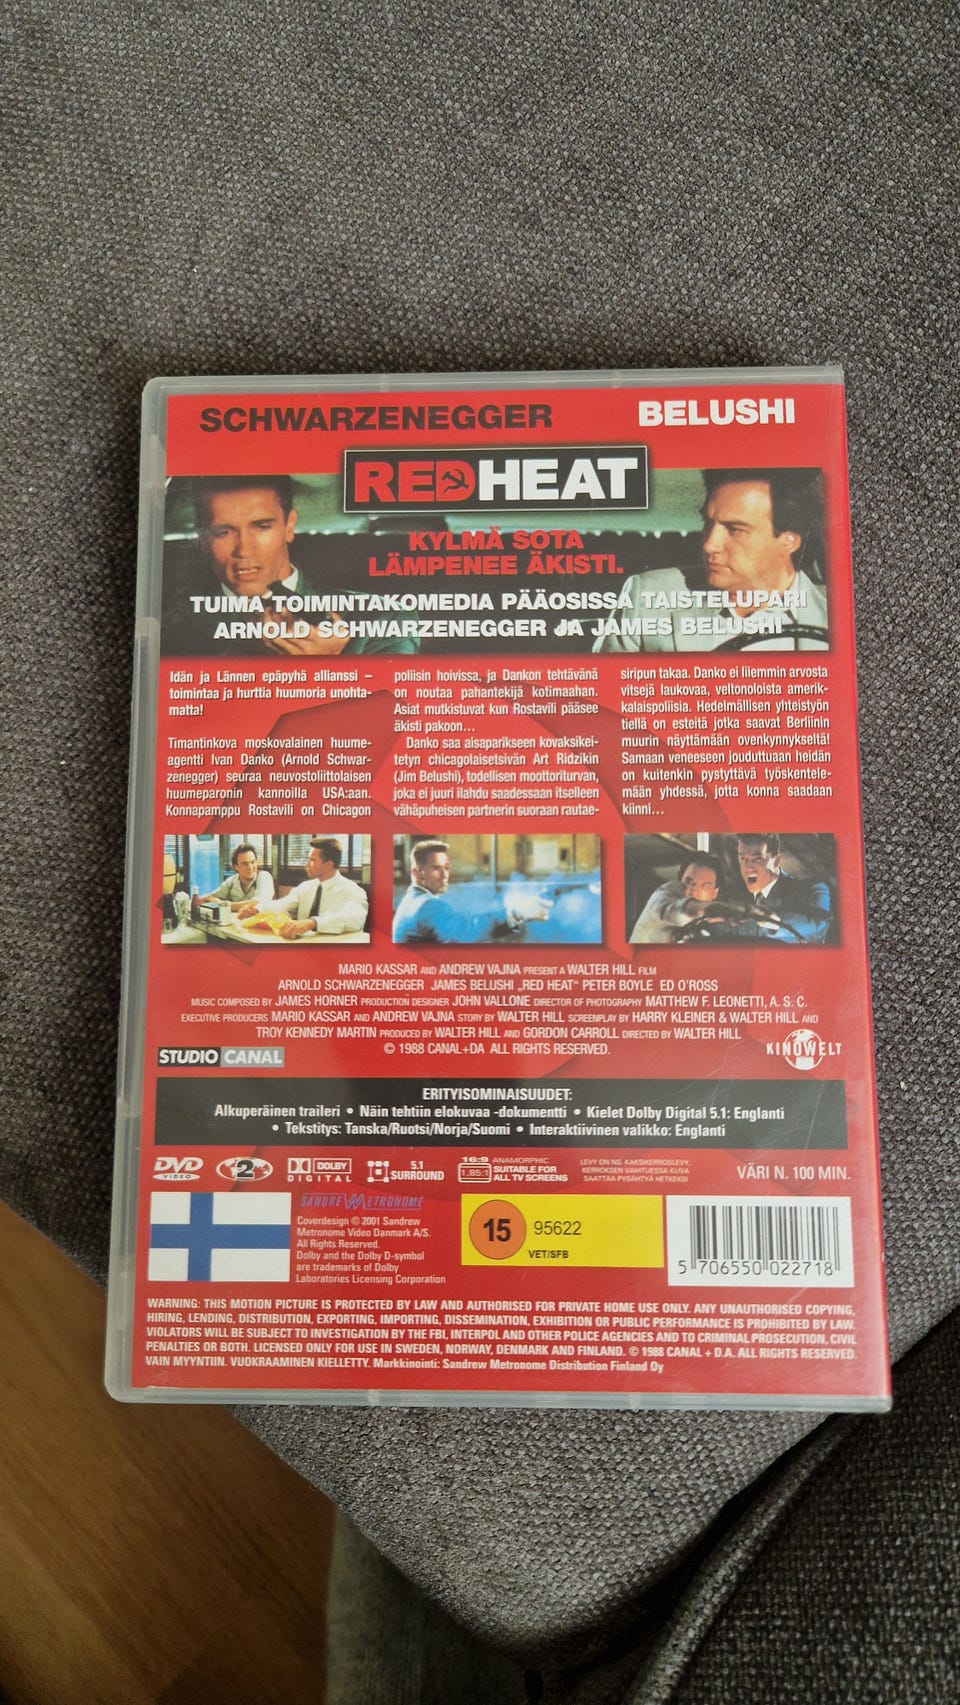 SCHWARZENEGGER BELUSHI
REDHEAT
KYLMÄ SOTA
LÄMPENEE ÄKISTI.
TUIMA TOIMINTAKOMEDIA PÄÄOSISSA TAISTELUPARI
ARNOLD SCHWARZENEGGER JA JAMES BELUSHI
Idän ja Lännen epäpyhä allianssi –
toimintaa ja hurttia huumoria unohta-
matta!
Timantinkova moskovalainen huume-
agentti Ivan Danko (Arnold Schwar-
zenegger) seuraa neuvostoliittolaisen
huumeparonin kannoilla USA:aan.
Konnapamppu Rostavili on Chicagon
poliisin hoivissa, ja Dankon tehtävänä
on noutaa pahantekijä kotimaahan.
Asiat mutkistuvat kun Rostavili pääsee
äkisti pakoon...
Danko saa aisaparikseen kovaksikei-
tetyn chicagolaisetsivän Art Ridzikin
(Jim Belushi), todellisen moottoriturvan,
joka ei juuri ilahdu saadessaan itselleen
vähäpuheisen partnerin suoraan rautae-
siripun takaa. Danko ei liiemmin arvosta
vitsejä laukovaa, veltonoloista amerik-
kalaispoliisia. Hedelmällisen yhteistyön
tiellä on esteitä jotka saavat Berliinin
muurin näyttämään ovenkynnykseltä!
Samaan veneeseen jouduttuaan heidän
on kuitenkin pystyttävä työskentele-
mään yhdessä, jotta konna saadaan
kiinni...
MARIO KASSAR AND ANDREW VAJNA PRESENT A WALTER HILL FILM
ARNOLD SCHWARZENEGGER JAMES BELUSHI „RED HEAT" PETER BOYLE ED O'ROSS
MUSIC COMPOSED BY JAMES HORNER PRODUCTION DESIGNER JOHN VALLONE DIRECTOR OF PHOTOGRAPHY MATTHEW F. LEONETTI, A. S. C.
EXECUTIVE PRODUCERS MARIO KASSAR AND ANDREW VAJNA STORY BY WALTER HILL SCREENPLAY BY HARRY KLEINER & WALTER HILL AND
TROY KENNEDY MARTIN PRODUCED BY WALTER HILL AND GORDON CARROLL DIRECTED BY WALTER HILL
© 1988 CANAL+DA ALL RIGHTS RESERVED.
STUDIO CANAL
KINOWELT
ERITYISOMINAISUUDET:
Alkuperäinen traileri • Näin tehtiin elokuvaa -dokumentti • Kielet Dolby Digital 5.1: Englanti
• Tekstitys: Tanska/Ruotsi/Norja/Suomi • Interaktiivinen valikko: Englanti
DVD
VIDEO
2
DOLBY
DIGITAL
5.1
SURROUND
16:9
1,85:1
ANAMORPHIC
SUITABLE FOR
ALL TV SCREENS
LEVY ON NS. KAKSIKERROSLEVY.
KERROKSEN VAIHTUESSA KUVA
SAATTAA PYSÄHTYÄ HETKEKSI
VÄRI N. 100 MIN.
SANDREW METRONOME
Coverdesign © 2001 Sandrew
Metronome Video Danmark A/S.
All Rights Reserved.
Dolby and the Dolby D-symbol
are trademarks of Dolby
Laboratories Licensing Corporation
15
95622
VET/SFB
5 706550 022718
WARNING: THIS MOTION PICTURE IS PROTECTED BY LAW AND AUTHORISED FOR PRIVATE HOME USE ONLY. ANY UNAUTHORISED COPYING,
HIRING, LENDING, DISTRIBUTION, EXPORTING, IMPORTING, DISSEMINATION, EXHIBITION OR PUBLIC PERFORMANCE IS PROHIBITED BY LAW.
VIOLATORS WILL BE SUBJECT TO INVESTIGATION BY THE FBI, INTERPOL AND OTHER POLICE AGENCIES AND TO CRIMINAL PROSECUTION, CIVIL
PENALTIES OR BOTH. LICENSED ONLY FOR USE IN SWEDEN, NORWAY, DENMARK AND FINLAND. © 1988 CANAL + D.A. ALL RIGHTS RESERVED.
VAIN MYYNTIIN. VUOKRAAMINEN KIELLETTY. Markkinointi: Sandrew Metronome Distribution Finland Oy